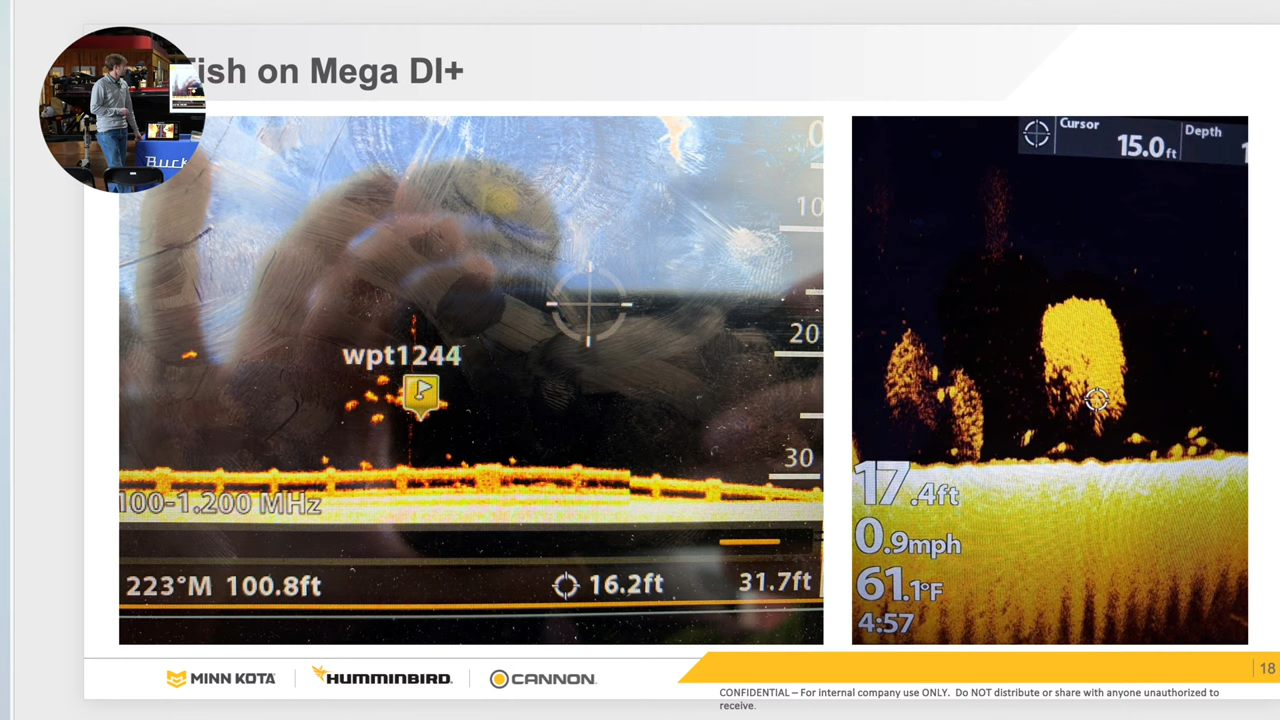 ish on Mega DI+
Buck
0
10
20
30
wpt1244
100-1.200 MHz
223°M 100.8ft
16.2ft
31.7ft
Cursor
15.0ft
Depth
17.4ft
0.9mph
61.1°F
4:57
MINN KOTA
HUMMINBIRD
CANNON
18
CONFIDENTIAL – For internal company use ONLY. Do NOT distribute or share with anyone unauthorized to
receive.